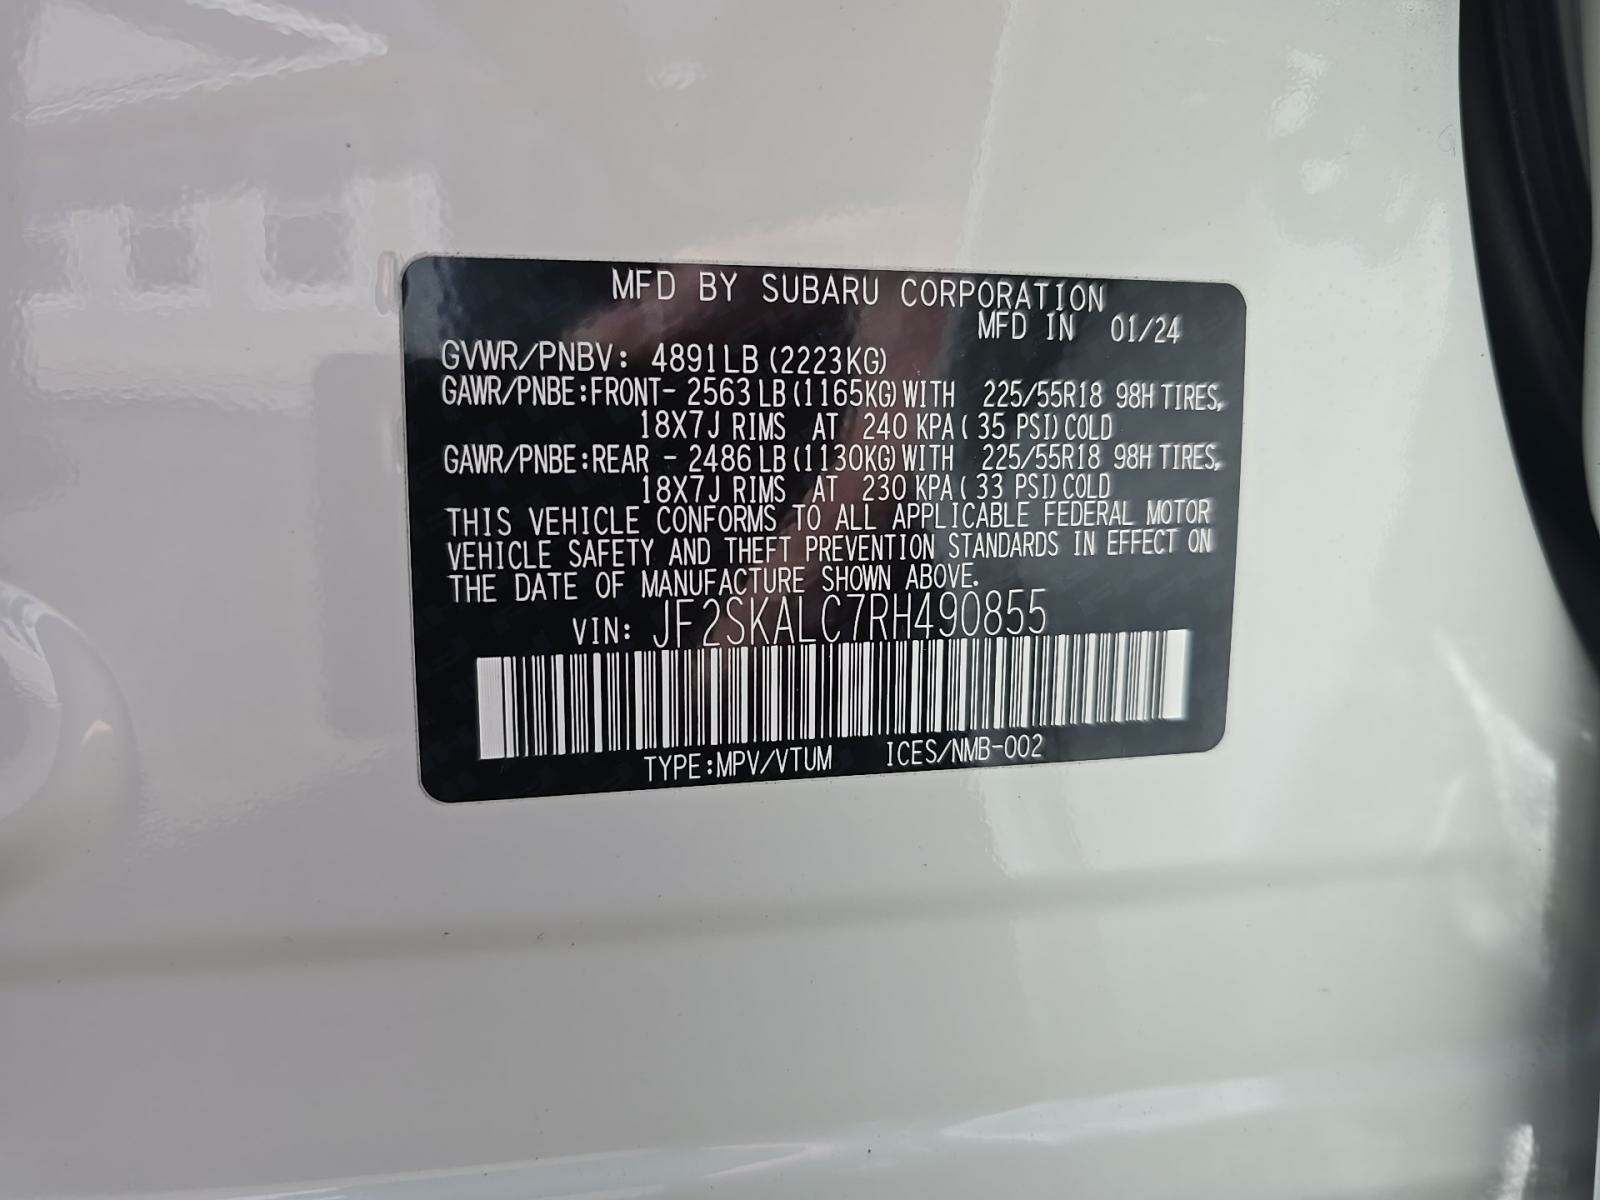 MFD BY SUBARU CORPORATION
MFD IN 01/24
GVWR/PNBV: 4891LB (2223KG)
GAWR/PNBE:FRONT- 2563 LB (1165KG) WITH 225/55R18 98H TIRES,
18X7J RIMS AT 240 KPA ( 35 PSI) COLD
GAWR/PNBE:REAR - 2486 LB (1130KG) WITH 225/55R18 98H TIRES,
18X7J RIMS AT 230 KPA ( 33 PSI) COLD
THIS VEHICLE CONFORMS TO ALL APPLICABLE FEDERAL MOTOR
VEHICLE SAFETY AND THEFT PREVENTION STANDARDS IN EFFECT ON
THE DATE OF MANUFACTURE SHOWN ABOVE.
VIN: JF2SKALC7RH490855
TYPE:MPV/VTUM ICES/NMB-002